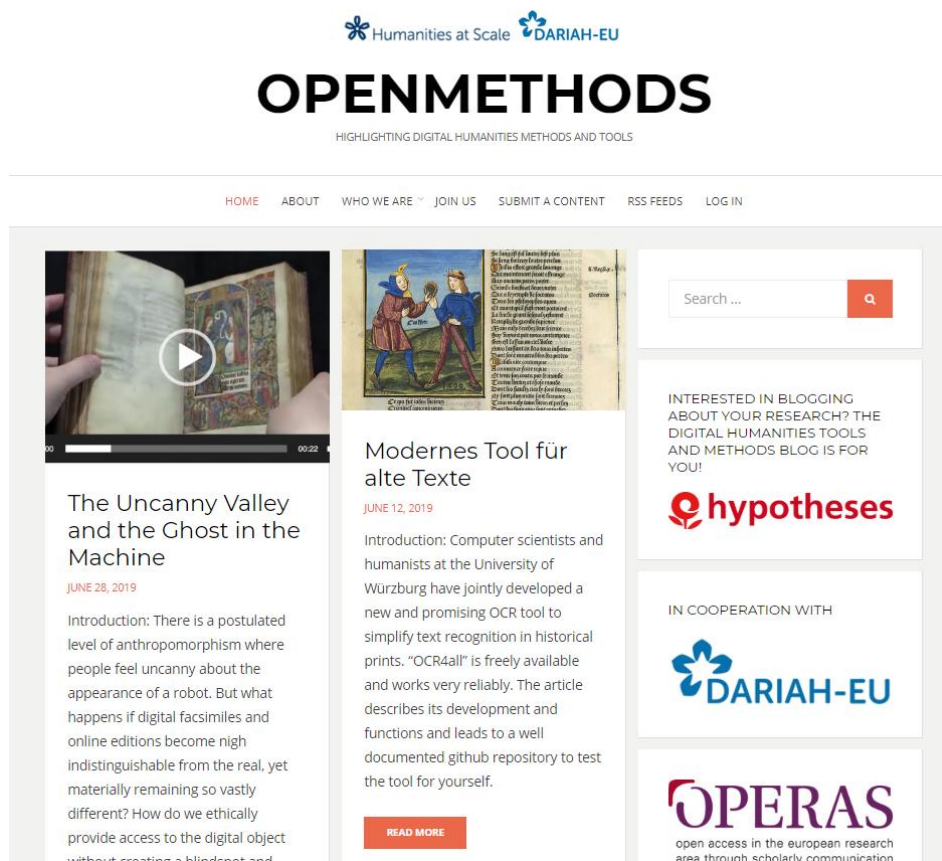 Humanities at Scale DARIAH-EU
OPENMETHODS
HIGHLIGHTING DIGITAL HUMANITIES METHODS AND TOOLS
HOME ABOUT WHO WE ARE JOIN US SUBMIT A CONTENT RSS FEEDS LOG IN
00:22
The Uncanny Valley
and the Ghost in the
Machine
JUNE 28, 2019
Introduction: There is a postulated
level of anthropomorphism where
people feel uncanny about the
appearance of a robot. But what
happens if digital facsimiles and
online editions become nigh
indistinguishable from the real, yet
materially remaining so vastly
different? How do we ethically
provide access to the digital object
without creating a blindspot and
Modernes Tool für
alte Texte
JUNE 12, 2019
Introduction: Computer scientists and
humanists at the University of
Würzburg have jointly developed a
new and promising OCR tool to
simplify text recognition in historical
prints. “OCR4all” is freely available
and works very reliably. The article
describes its development and
functions and leads to a well
documented github repository to test
the tool for yourself.
READ MORE
Search ...
INTERESTED IN BLOGGING
ABOUT YOUR RESEARCH? THE
DIGITAL HUMANITIES TOOLS
AND METHODS BLOG IS FOR
YOU!
hypotheses
IN COOPERATION WITH
DARIAH-EU
OPERAS
open access in the european research
area through scholarly communication